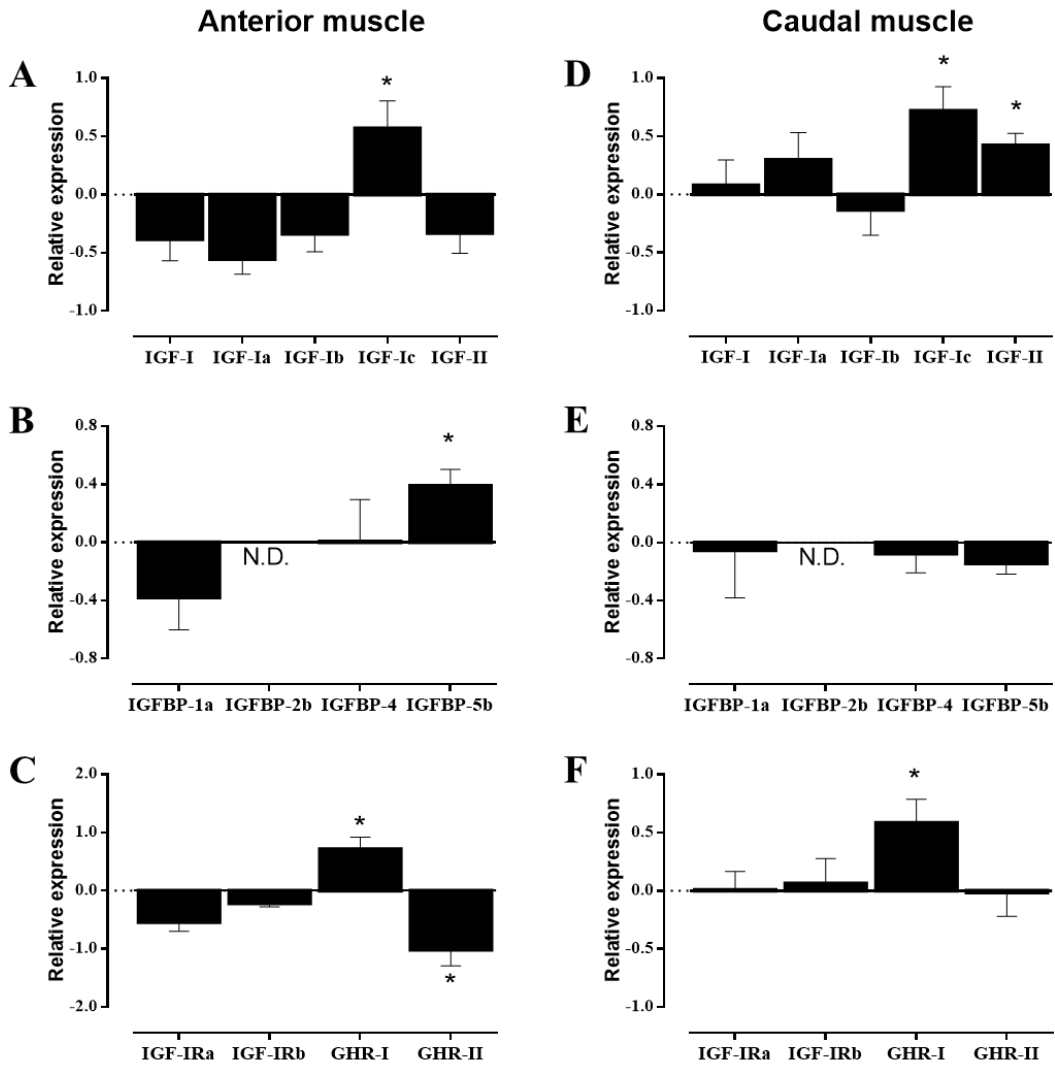 Anterior muscle
Caudal muscle
A
Relative expression
1.0
0.5
0.0
-0.5
-1.0
*
IGF-I IGF-Ia IGF-Ib IGF-Ic IGF-II
D
Relative expression
1.0
0.5
0.0
-0.5
-1.0
*
*
IGF-I IGF-Ia IGF-Ib IGF-Ic IGF-II
B
Relative expression
0.8
0.4
0.0
-0.4
-0.8
N.D.
*
IGFBP-1a IGFBP-2b IGFBP-4 IGFBP-5b
E
Relative expression
0.8
0.4
0.0
-0.4
-0.8
N.D.
IGFBP-1a IGFBP-2b IGFBP-4 IGFBP-5b
C
Relative expression
2.0
1.0
0.0
-1.0
-2.0
*
*
IGF-IRa IGF-IRb GHR-I GHR-II
F
Relative expression
1.0
0.5
0.0
-0.5
-1.0
*
IGF-IRa IGF-IRb GHR-I GHR-II